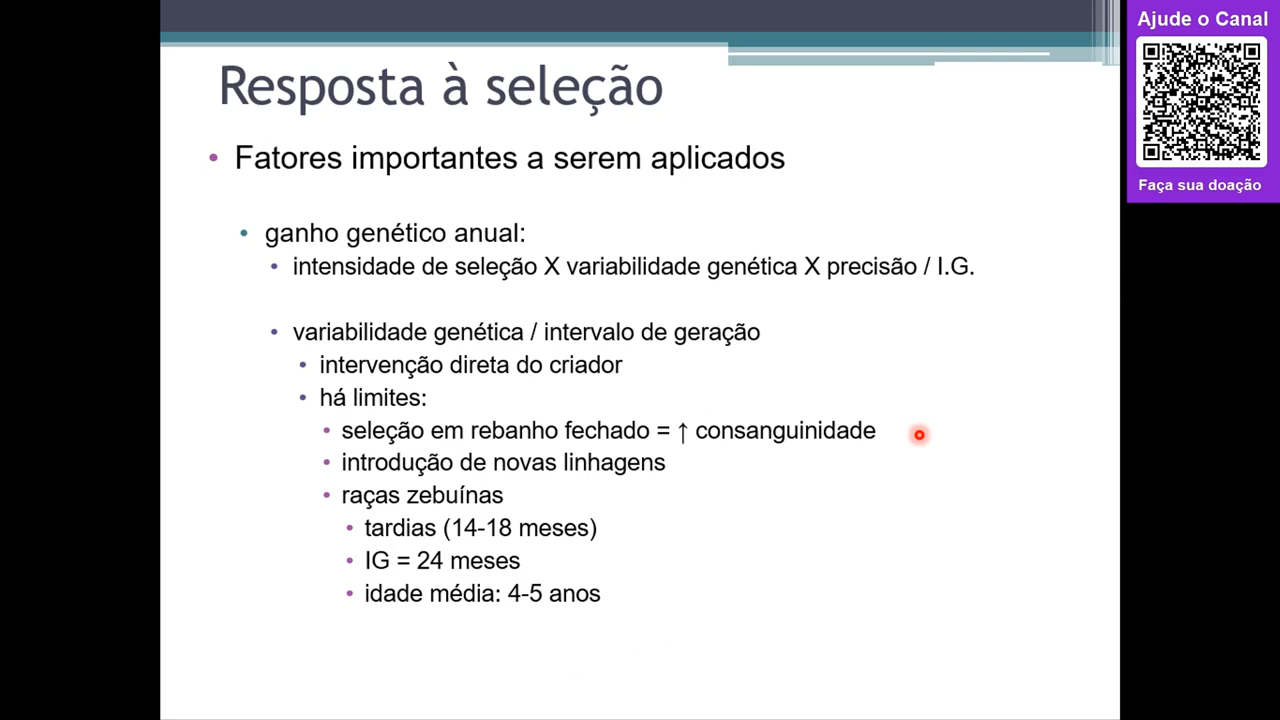 Resposta à seleção
• Fatores importantes a serem aplicados
• ganho genético anual:
• intensidade de seleção X variabilidade genética X precisão / I.G.
• variabilidade genética / intervalo de geração
• intervenção direta do criador
• há limites:
• seleção em rebanho fechado = ↑ consanguinidade
• introdução de novas linhagens
• raças zebuínas
• tardias (14-18 meses)
• IG = 24 meses
• idade média: 4-5 anos
Ajude o Canal
Faça sua doação